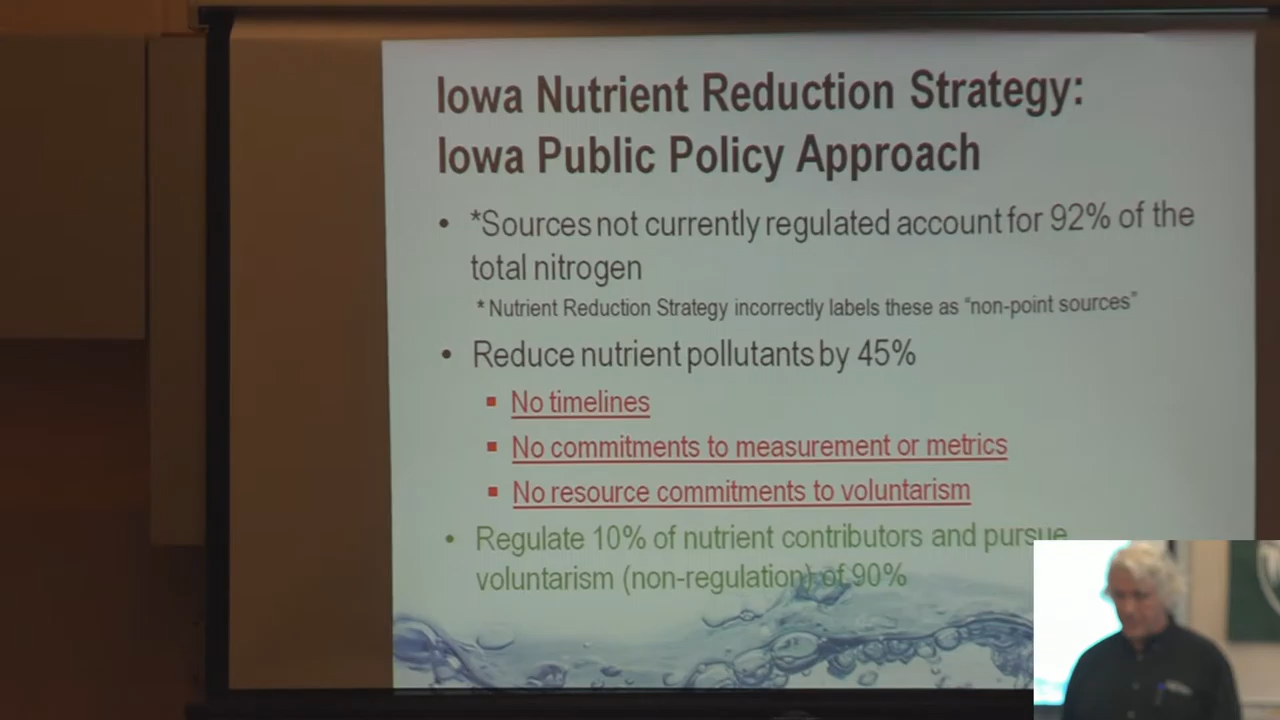 Iowa Nutrient Reduction Strategy:
Iowa Public Policy Approach
• *Sources not currently regulated account for 92% of the
total nitrogen
* Nutrient Reduction Strategy incorrectly labels these as “non-point sources”
• Reduce nutrient pollutants by 45%
▪ No timelines
▪ No commitments to measurement or metrics
▪ No resource commitments to voluntarism
• Regulate 10% of nutrient contributors and pursue
voluntarism (non-regulation) of 90%